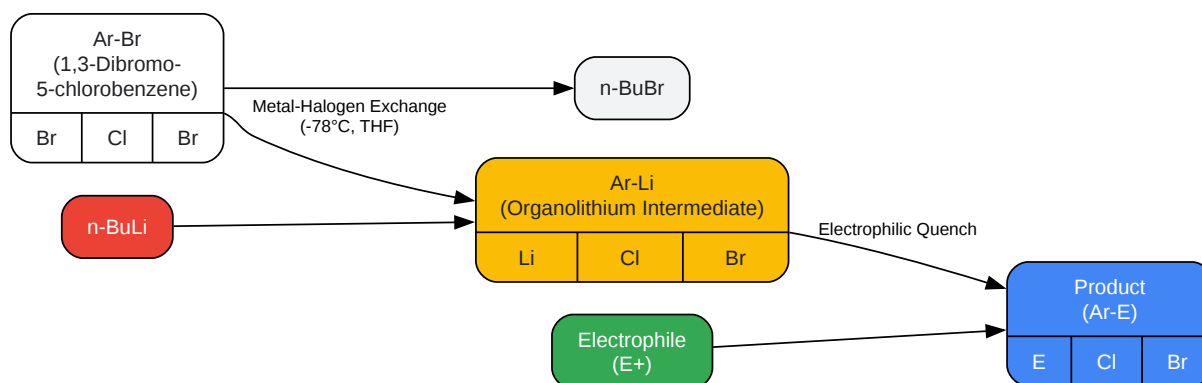 Ar-Br
(1,3-Dibromo-
5-chlorobenzene)
Br
Cl
Br
n-BuBr
Metal-Halogen Exchange
(-78°C, THF)
n-BuLi
Ar-Li
(Organolithium Intermediate)
Li
Cl
Br
Electrophilic Quench
Electrophile
(E+)
Product
(Ar-E)
E
Cl
Br